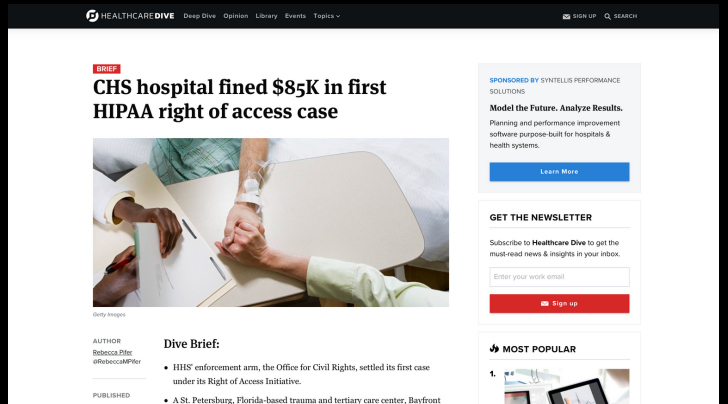 HEALTHCAREDIVE Deep Dive Opinion Library Events Topics SIGN UP SEARCH
BRIEF
CHS hospital fined $85K in first
HIPAA right of access case
Getty Images
AUTHOR
Rebecca Pifer
@RebeccaMPifer
PUBLISHED
Dive Brief:
• HHS' enforcement arm, the Office for Civil Rights, settled its first case
under its Right of Access Initiative.
• A St. Petersburg, Florida-based trauma and tertiary care center, Bayfront
SPONSORED BY SYNTELLIS PERFORMANCE
SOLUTIONS
Model the Future. Analyze Results.
Planning and performance improvement
software purpose-built for hospitals &
health systems.
Learn More
GET THE NEWSLETTER
Subscribe to Healthcare Dive to get the
must-read news & insights in your inbox.
Enter your work email
Sign up
MOST POPULAR
1.